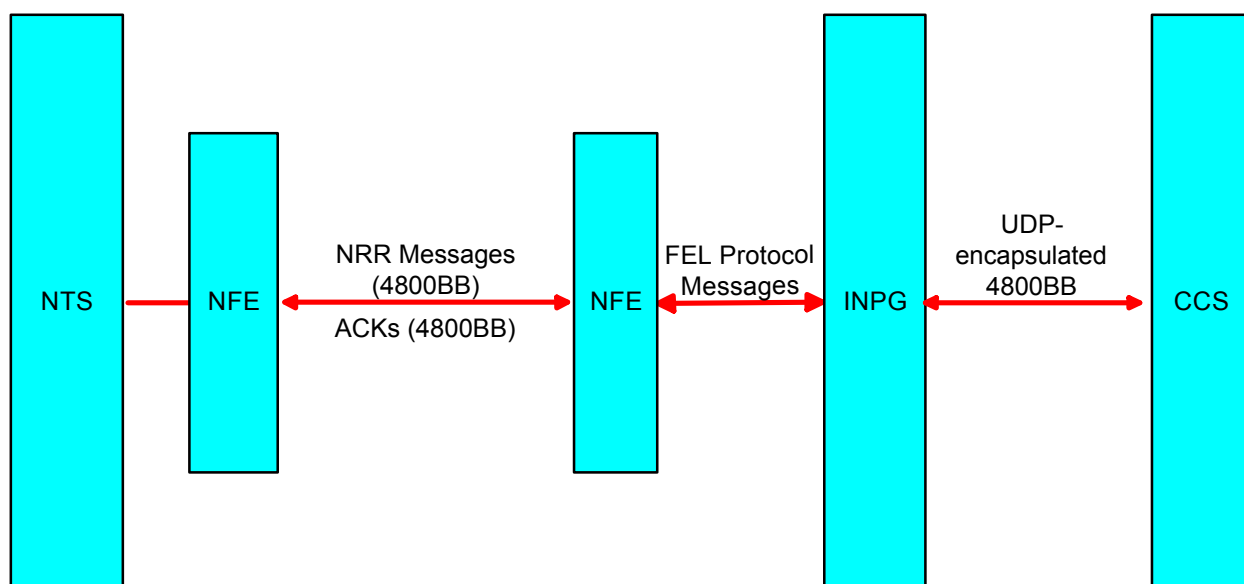 NTS
NFE
NRR Messages
(4800BB)
ACKs (4800BB)
NFE
FEL Protocol
Messages
INPG
UDP-
encapsulated
4800BB
CCS